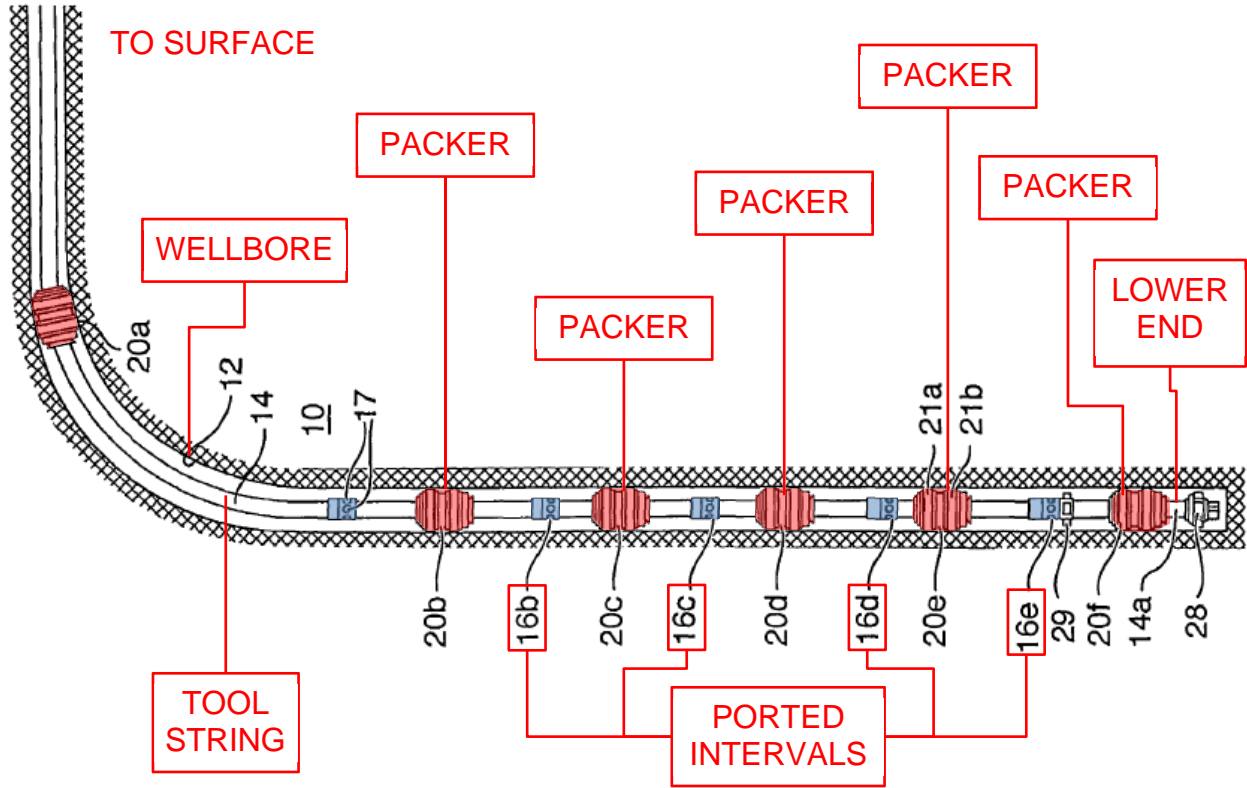 TO SURFACE
PACKER
PACKER
PACKER
PACKER
WELLBORE
PACKER
LOWER
END
20a
12
14
17
10
21a
21b
20b
16b
20c
16c
20d
16d
20e
16e
29
20f
14a
28
TOOL
STRING
PORTED
INTERVALS